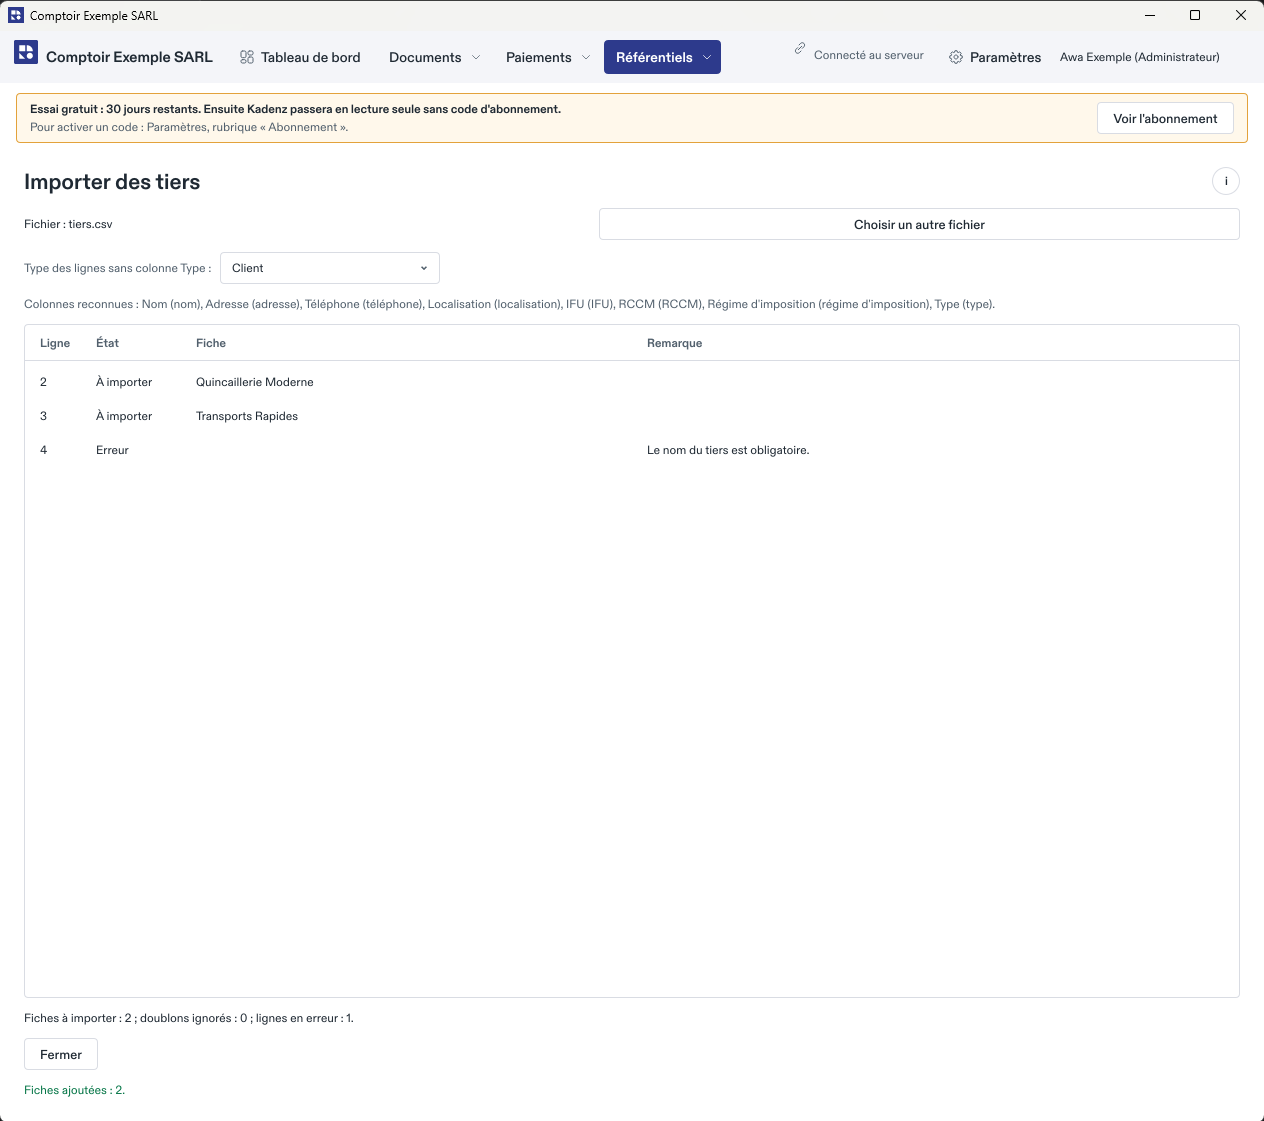 Comptoir Exemple SARL
Comptoir Exemple SARL Tableau de bord Documents Paiements Référentiels Connecté au serveur Paramètres Awa Exemple (Administrateur)
Essai gratuit : 30 jours restants. Ensuite Kadenz passera en lecture seule sans code d'abonnement.
Pour activer un code : Paramètres, rubrique « Abonnement ».
Voir l'abonnement
Importer des tiers
i
Fichier : tiers.csv
Choisir un autre fichier
Type des lignes sans colonne Type : Client
Colonnes reconnues : Nom (nom), Adresse (adresse), Téléphone (téléphone), Localisation (localisation), IFU (IFU), RCCM (RCCM), Régime d'imposition (régime d'imposition), Type (type).
Ligne État Fiche Remarque
2 À importer Quincaillerie Moderne
3 À importer Transports Rapides
4 Erreur Le nom du tiers est obligatoire.
Fiches à importer : 2 ; doublons ignorés : 0 ; lignes en erreur : 1.
Fermer
Fiches ajoutées : 2.